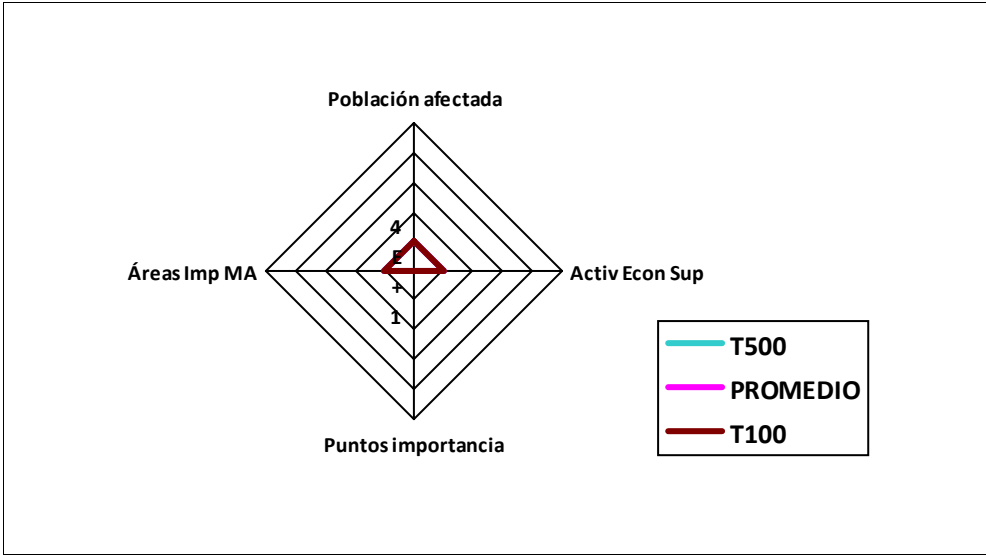 Población afectada
4
E
Áreas Imp MA
Activ Econ Sup
+
1
T500
PROMEDIO
T100
Puntos importancia